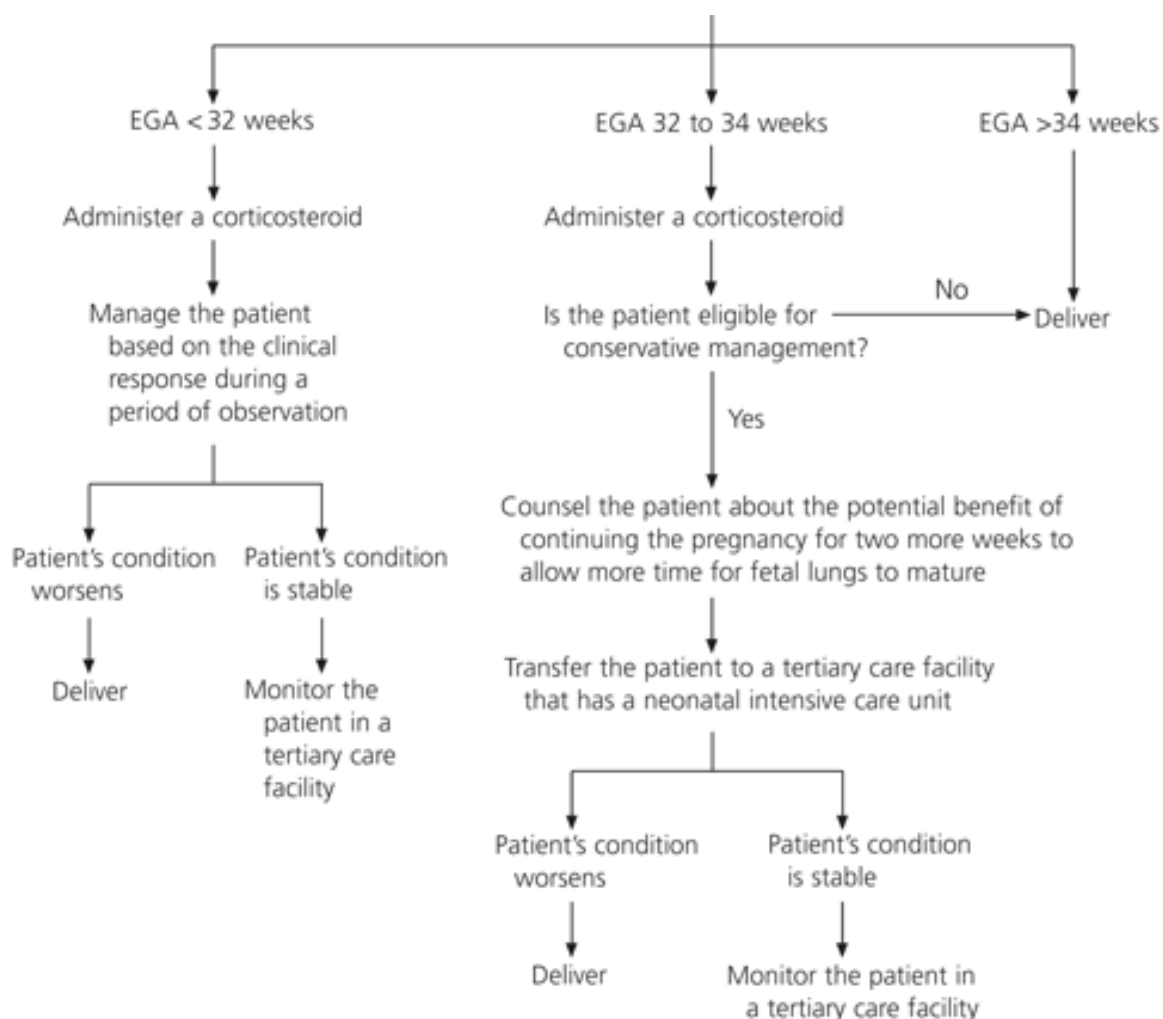 EGA < 32 weeks
EGA 32 to 34 weeks
EGA >34 weeks
Administer a corticosteroid
Administer a corticosteroid
Manage the patient
based on the clinical
response during a
period of observation
Is the patient eligible for
conservative management?
No
Deliver
Yes
Patient's condition
worsens
Patient's condition
is stable
Counsel the patient about the potential benefit of
continuing the pregnancy for two more weeks to
allow more time for fetal lungs to mature
Deliver
Monitor the
patient in a
tertiary care
facility
Transfer the patient to a tertiary care facility
that has a neonatal intensive care unit
Patient's condition
worsens
Patient's condition
is stable
Deliver
Monitor the patient in
a tertiary care facility